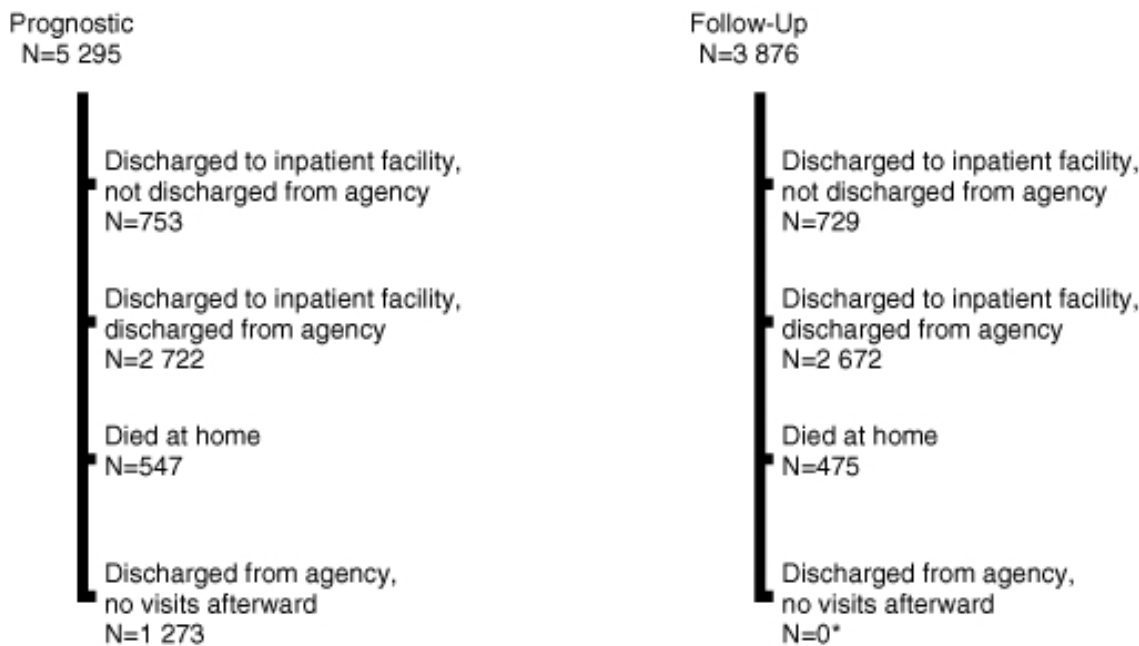 Prognostic
N=5 295
Discharged to inpatient facility,
not discharged from agency
N=753
Discharged to inpatient facility,
discharged from agency
N=2 722
Died at home
N=547
Discharged from agency,
no visits afterward
N=1 273
Follow-Up
N=3 876
Discharged to inpatient facility,
not discharged from agency
N=729
Discharged to inpatient facility,
discharged from agency
N=2 672
Died at home
N=475
Discharged from agency,
no visits afterward
N=0*